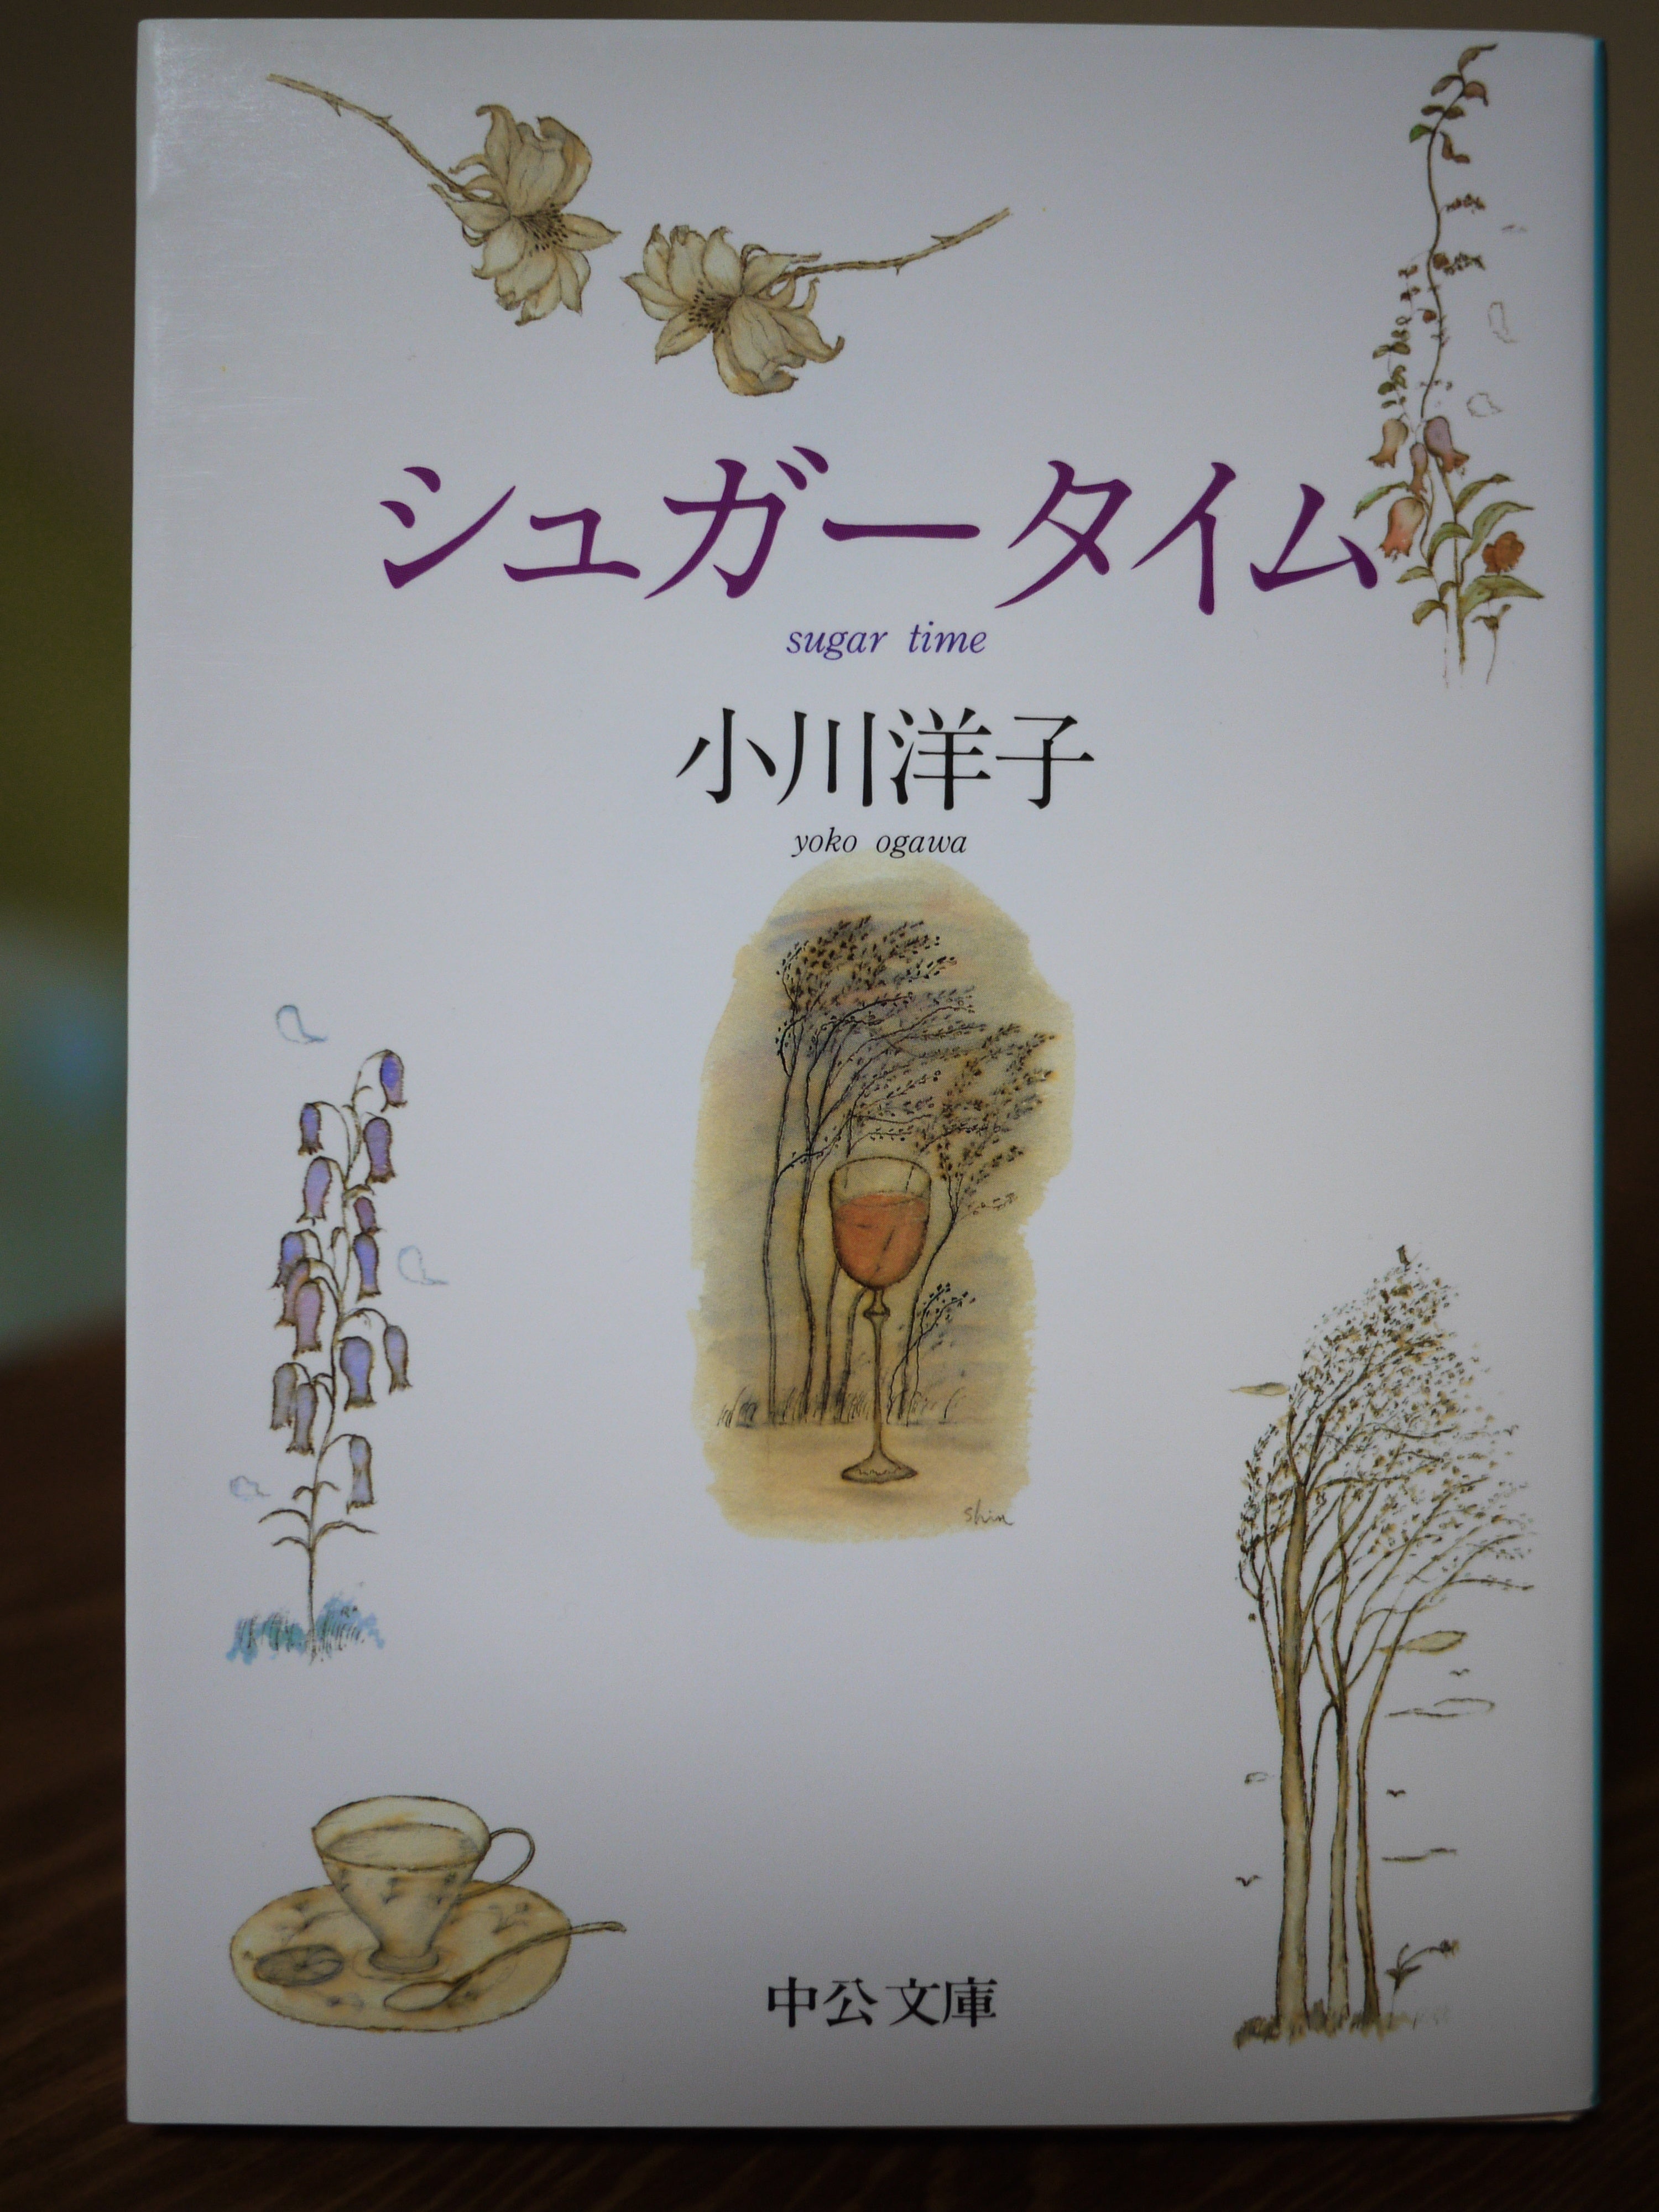 シュガータイム
sugar time
小川洋子
yoko ogawa
shin
中公文庫